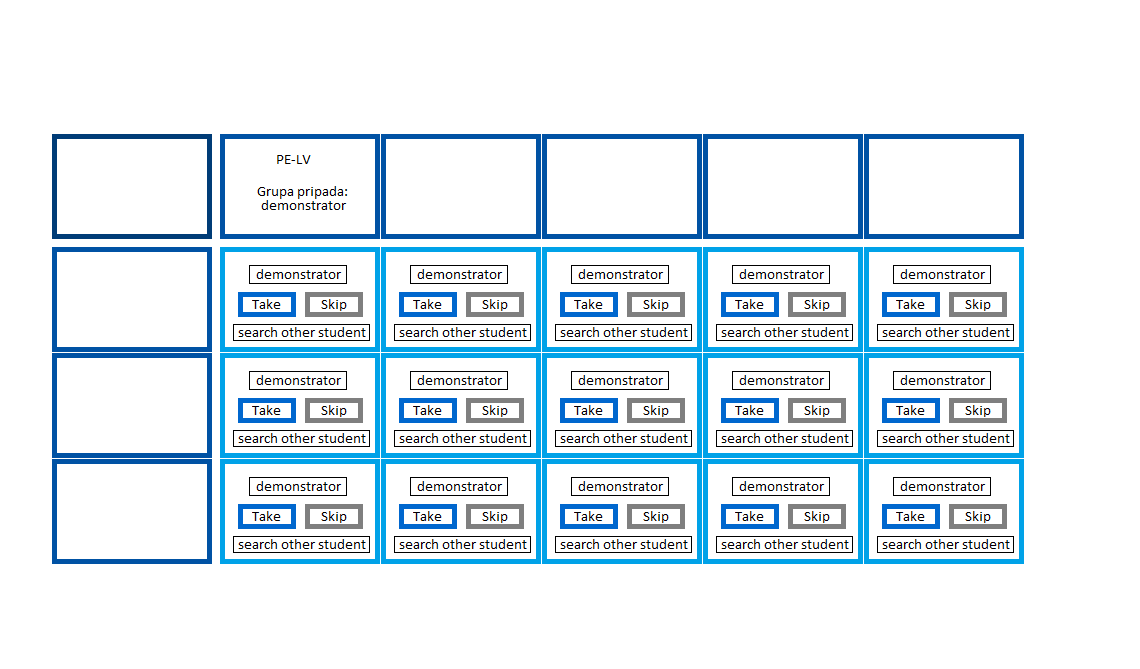 PE-LV
Grupa pripada:
demonstrator
demonstrator demonstrator demonstrator demonstrator demonstrator
Take Skip Take Skip Take Skip Take Skip Take Skip
search other student search other student search other student search other student search other student
demonstrator demonstrator demonstrator demonstrator demonstrator
Take Skip Take Skip Take Skip Take Skip Take Skip
search other student search other student search other student search other student search other student
demonstrator demonstrator demonstrator demonstrator demonstrator
Take Skip Take Skip Take Skip Take Skip Take Skip
search other student search other student search other student search other student search other student